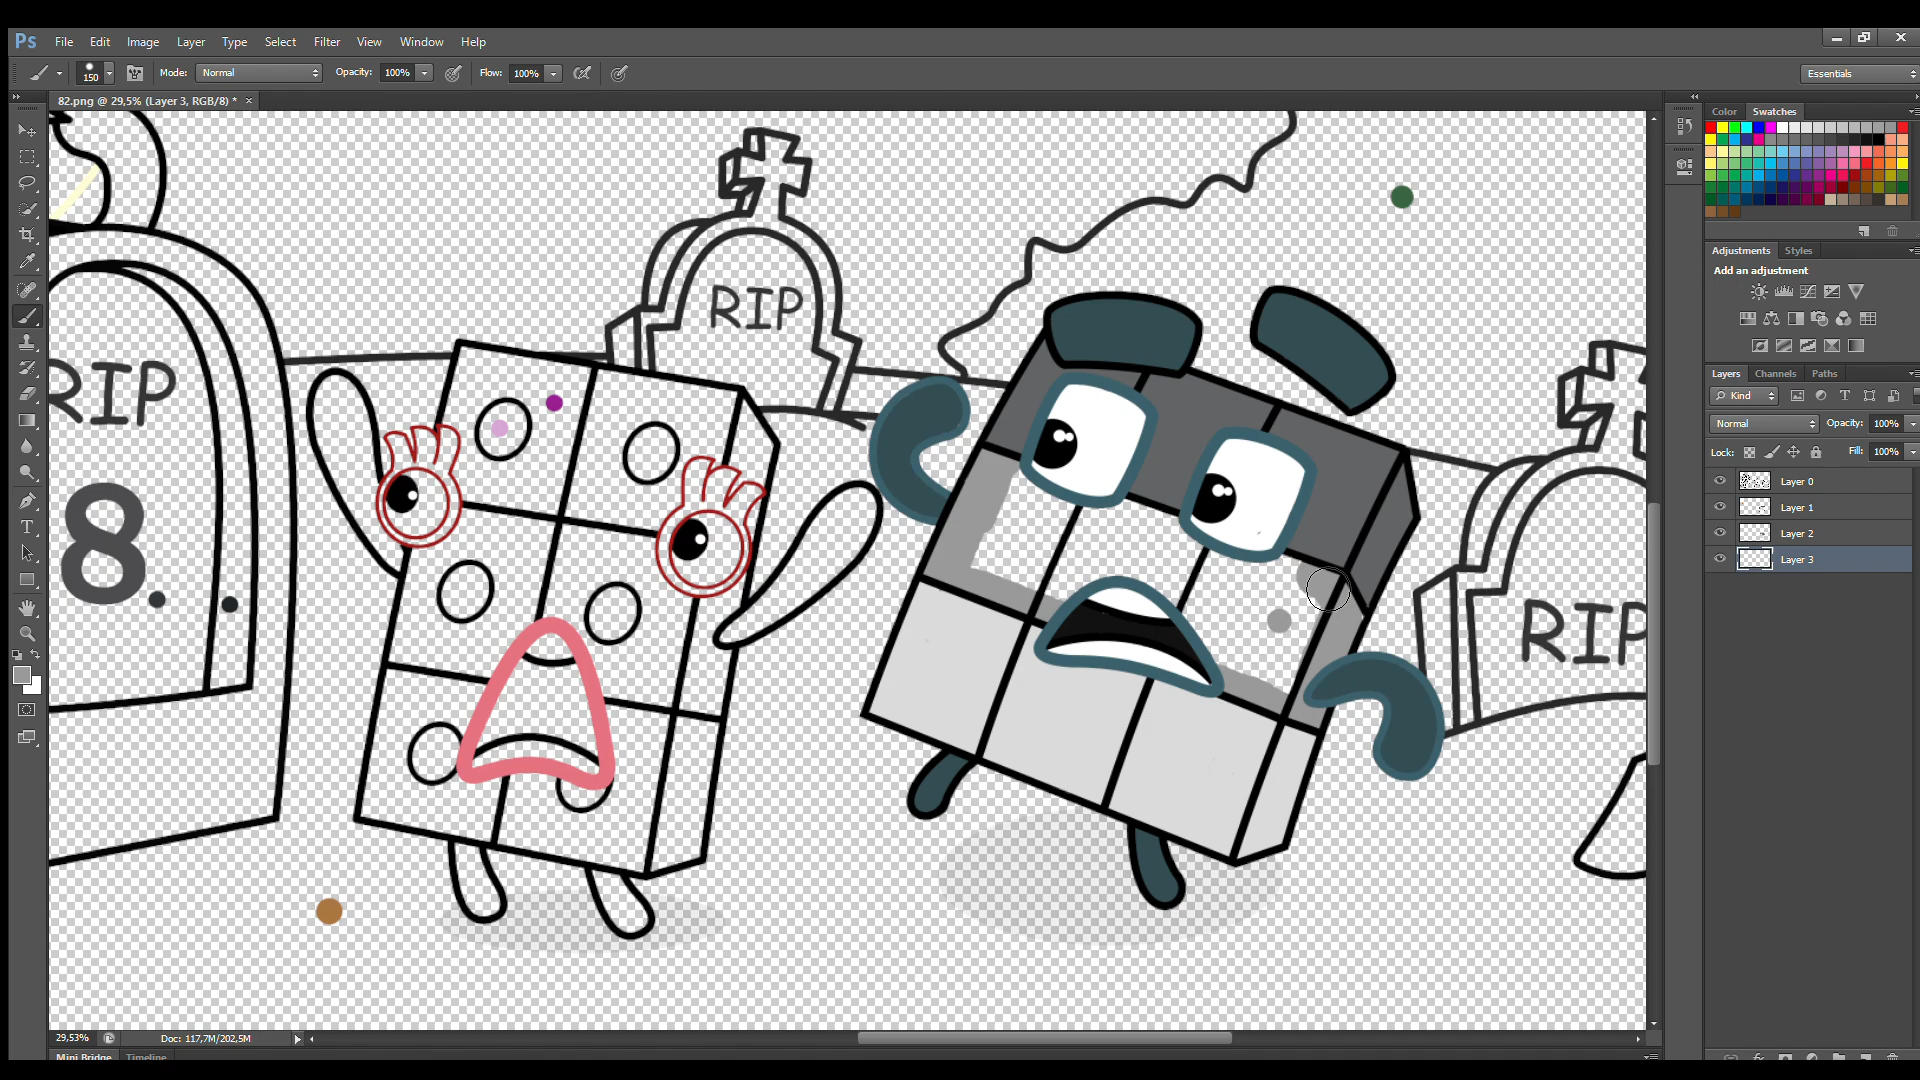 Ps File Edit Image Layer Type Select Filter View Window Help
150 Mode: Normal Opacity: 100% Flow: 100% Essentials
82.png @ 29,5% (Layer 3, RGB/8) * ×
Color Swatches
Adjustments Styles
Add an adjustment
Layers Channels Paths
Kind
Normal Opacity: 100%
Lock: Fill: 100%
Layer 0
Layer 1
Layer 2
Layer 3
RIP
RIP
8
RIP
29,53% Doc: 117,7M/202,5M
Mini Bridge Timeline